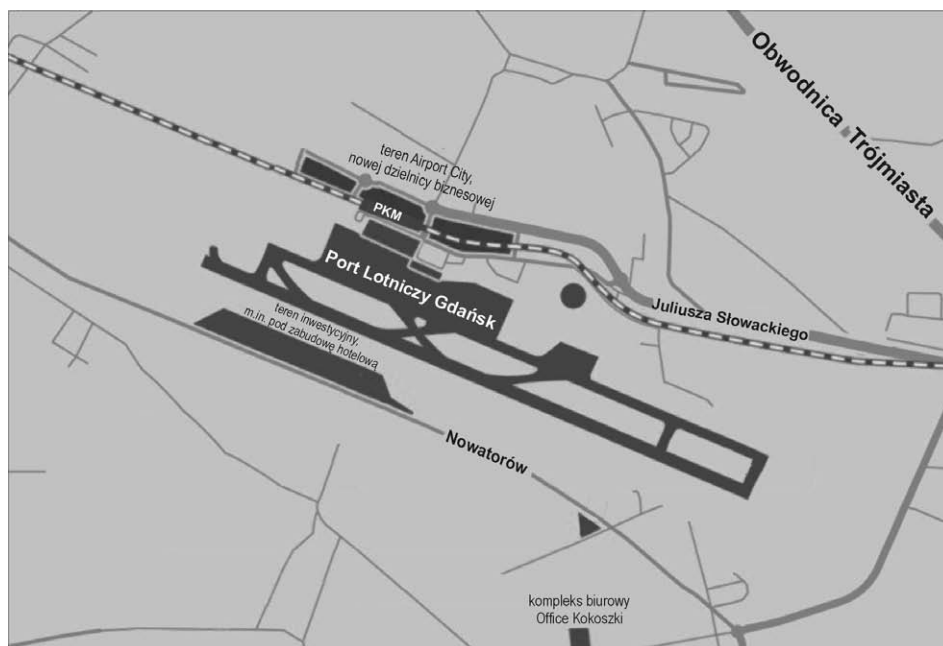 Obwodnica Trójmiasta
teren Airport City,
nowej dzielnicy biznesowej
PKM
Port Lotniczy Gdańsk
Juliusza Słowackiego
teren inwestycyjny,
m.in. pod zabudowę hotelową
Nowatorów
kompleks biurowy
Office Kokoszki